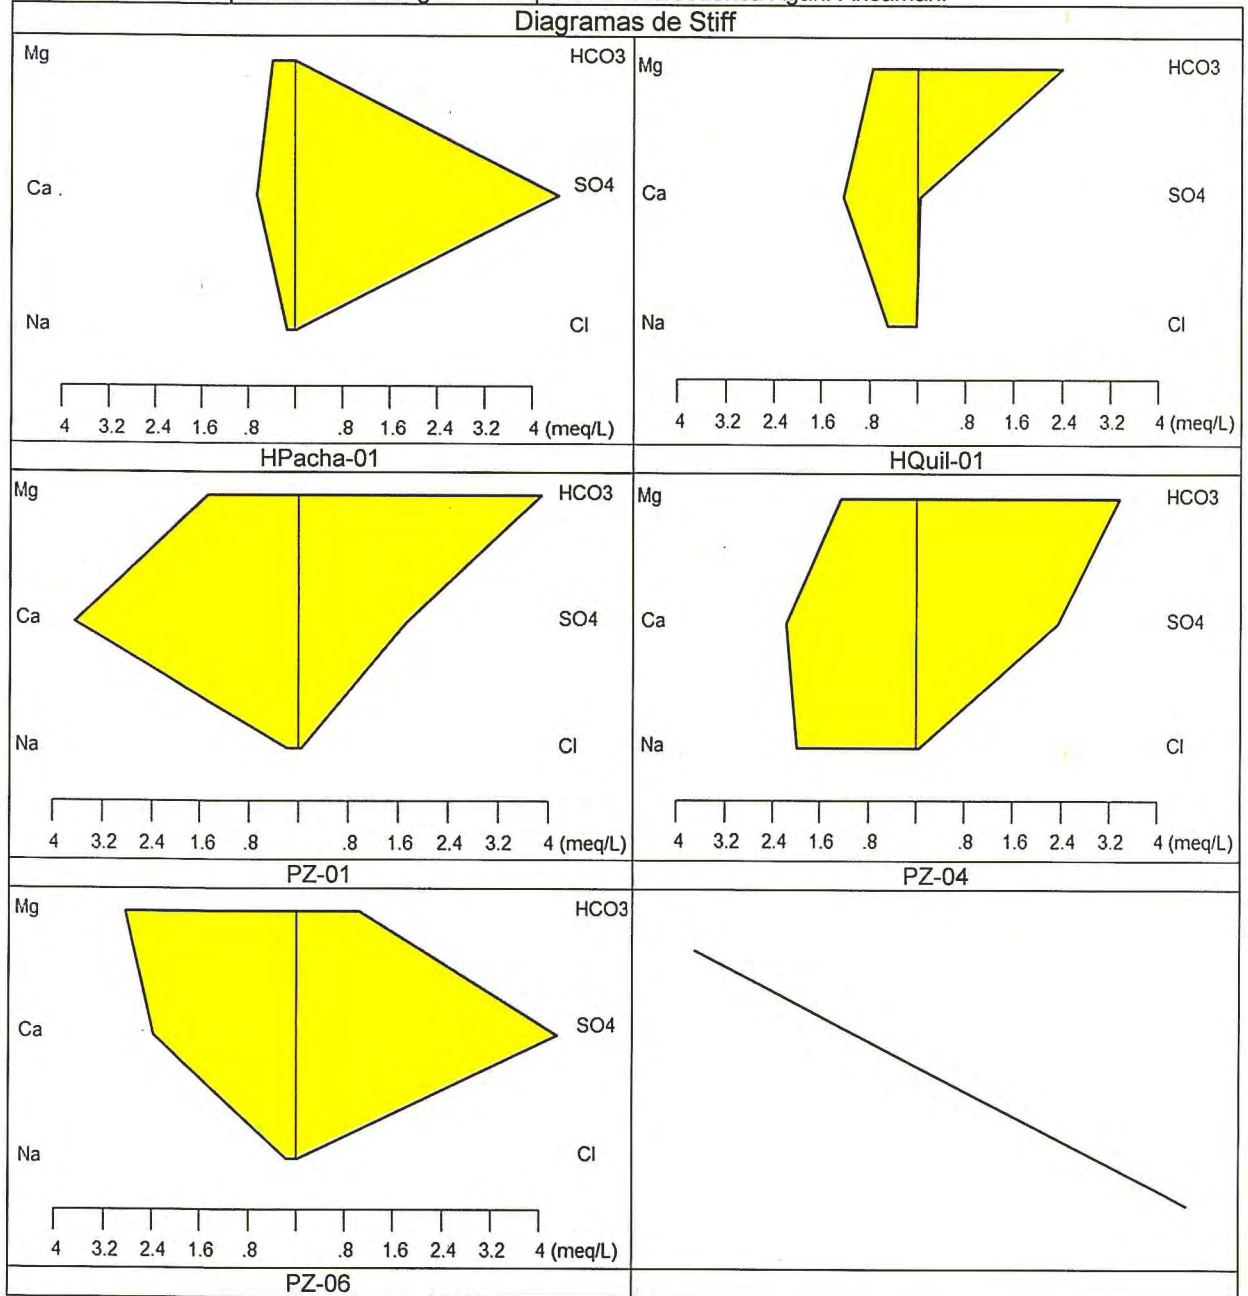 Diagramas de Stiff
Mg HCO3
Ca . SO4
Na Cl
4 3.2 2.4 1.6 .8 .8 1.6 2.4 3.2 4 (meq/L)
HPacha-01
Mg HCO3
Ca SO4
Na Cl
4 3.2 2.4 1.6 .8 .8 1.6 2.4 3.2 4 (meq/L)
HQuil-01
Mg HCO3
Ca SO4
Na Cl
4 3.2 2.4 1.6 .8 .8 1.6 2.4 3.2 4 (meq/L)
PZ-01
Mg HCO3
Ca SO4
Na Cl
4 3.2 2.4 1.6 .8 .8 1.6 2.4 3.2 4 (meq/L)
PZ-04
Mg HCO3
Ca SO4
Na Cl
4 3.2 2.4 1.6 .8 .8 1.6 2.4 3.2 4 (meq/L)
PZ-06